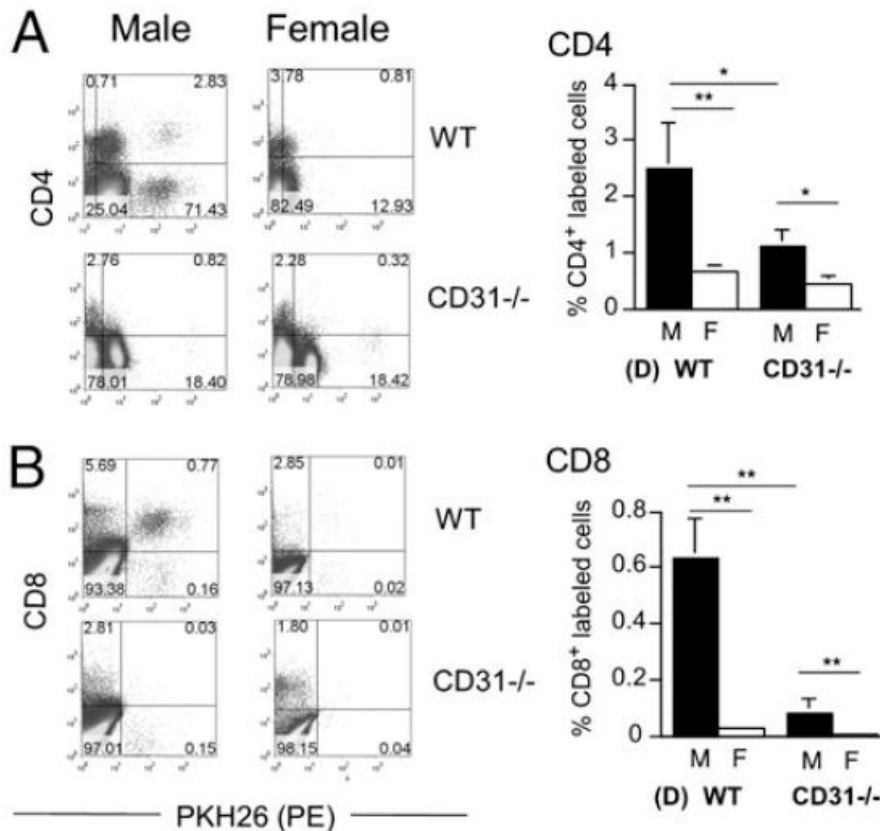 A
Male Female
0.71 2.83
25.04 71.43
3.78 0.81
82.49 12.93
WT
CD4
2.76 0.82
78.01 18.40
2.28 0.32
78.98 18.42
CD31-/-
CD4
% CD4+ labeled cells
4
3
2
1
0
*
**
*
M F M F
(D) WT CD31-/-
B
5.69 0.77
93.38 0.16
2.85 0.01
97.13 0.02
WT
CD8
2.81 0.03
97.01 0.15
1.80 0.01
98.15 0.04
CD31-/-
PKH26 (PE)
CD8
% CD8+ labeled cells
0.8
0.6
0.4
0.2
0
**
**
**
M F M F
(D) WT CD31-/-